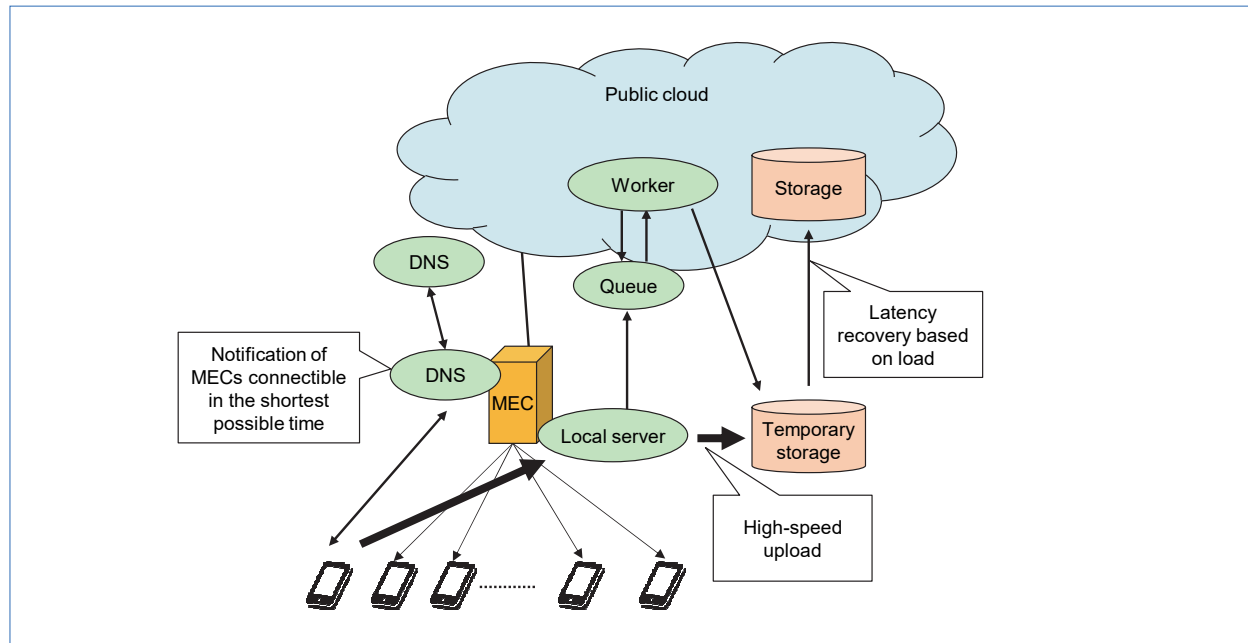 Public cloud
Worker
Storage
DNS
Queue
Latency
recovery based
on load
Notification of
MECs connectible
in the shortest
possible time
DNS
MEC
Local server
Temporary
storage
High-speed
upload